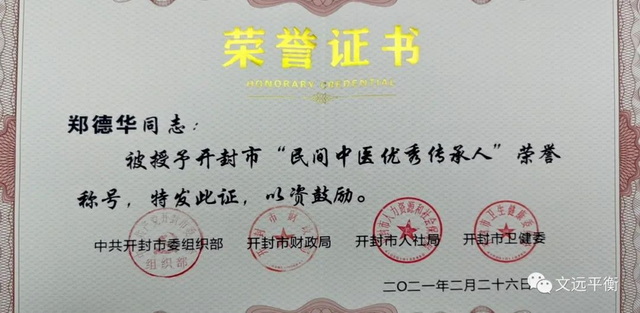 荣誉证书
HONORARY CREDENTIAL
郑德华同志：
被授予开封市“民间中医优秀传承人”荣誉
称号，特发此证，以资鼓励。
中共开封市委组织部 开封市财政局 开封市人社局 开封市卫健委
组织部
二〇二一年二月二十六日
文远平衡